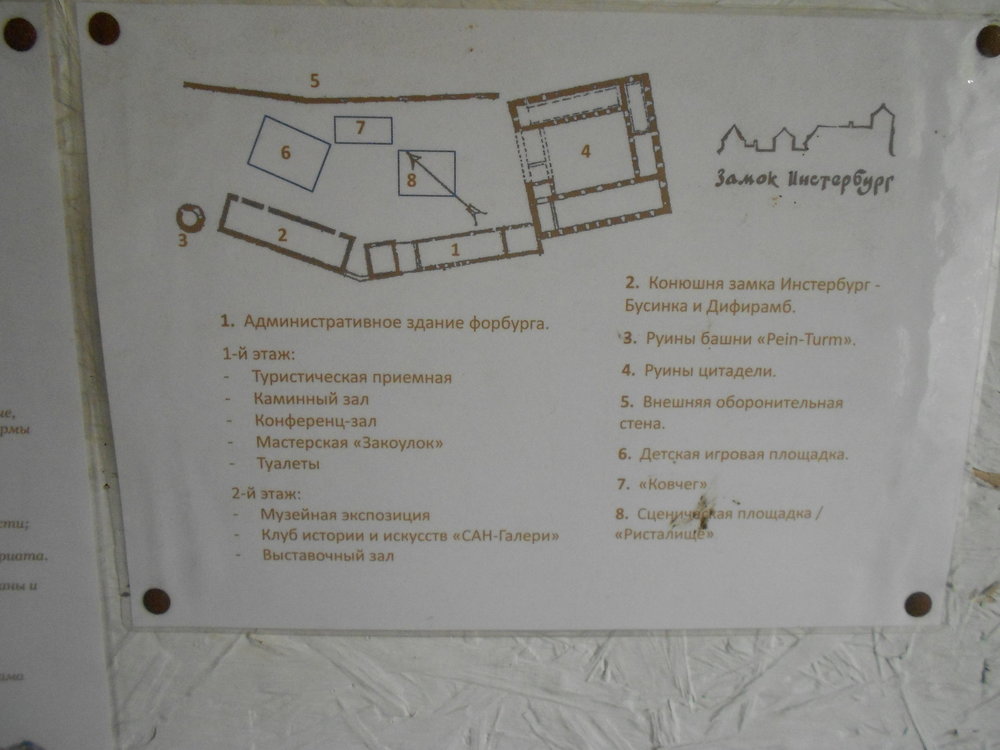 5
7
6
8
4
3
2
1
Замок Инстербург
1. Административное здание форбурга.
1-й этаж:
- Туристическая приемная
- Каминный зал
- Конференц-зал
- Мастерская «Закоулок»
- Туалеты
2-й этаж:
- Музейная экспозиция
- Клуб истории и искусств «САН-Галери»
- Выставочный зал
2. Конюшня замка Инстербург -
Бусинка и Дифирамб.
3. Руины башни «Pein-Turm».
4. Руины цитадели.
5. Внешняя оборонительная
стена.
6. Детская игровая площадка.
7. «Ковчег»
8. Сценическая площадка /
«Ристалище»